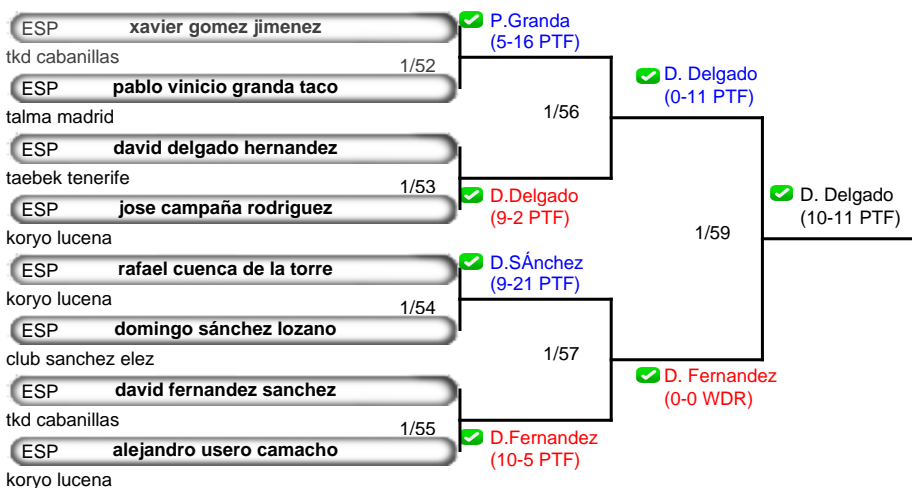 ESP xavier gomez jimenez
P.Granda
(5-16 PTF)
tkd cabanillas
1/52
ESP pablo vinicio granda taco
D. Delgado
(0-11 PTF)
talma madrid
1/56
ESP david delgado hernandez
taebek tenerife
1/53
D.Delgado
(9-2 PTF)
D. Delgado
(10-11 PTF)
ESP jose campaña rodriguez
koryo lucena
1/59
ESP rafael cuenca de la torre
D.SÁnchez
(9-21 PTF)
koryo lucena
1/54
ESP domingo sánchez lozano
club sanchez elez
1/57
D. Fernandez
(0-0 WDR)
ESP david fernandez sanchez
tkd cabanillas
1/55
D.Fernandez
(10-5 PTF)
ESP alejandro usero camacho
koryo lucena